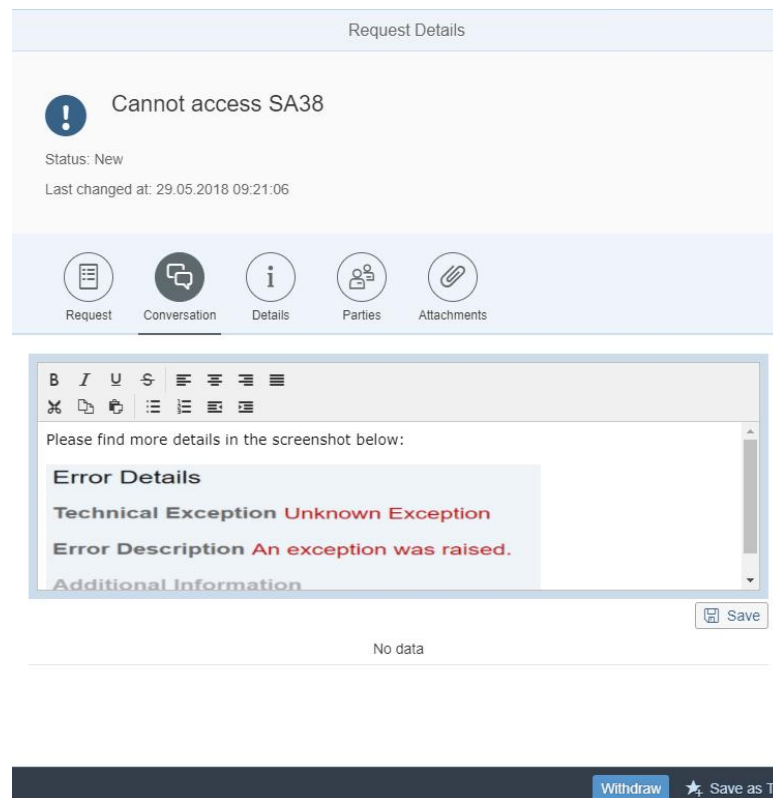 Request Details
Cannot access SA38
Status: New
Last changed at: 29.05.2018 09:21:06
Request Conversation Details Parties Attachments
B I U S
Please find more details in the screenshot below:
Error Details
Technical Exception Unknown Exception
Error Description An exception was raised.
Additional Information
Save
No data
Withdraw Save as T